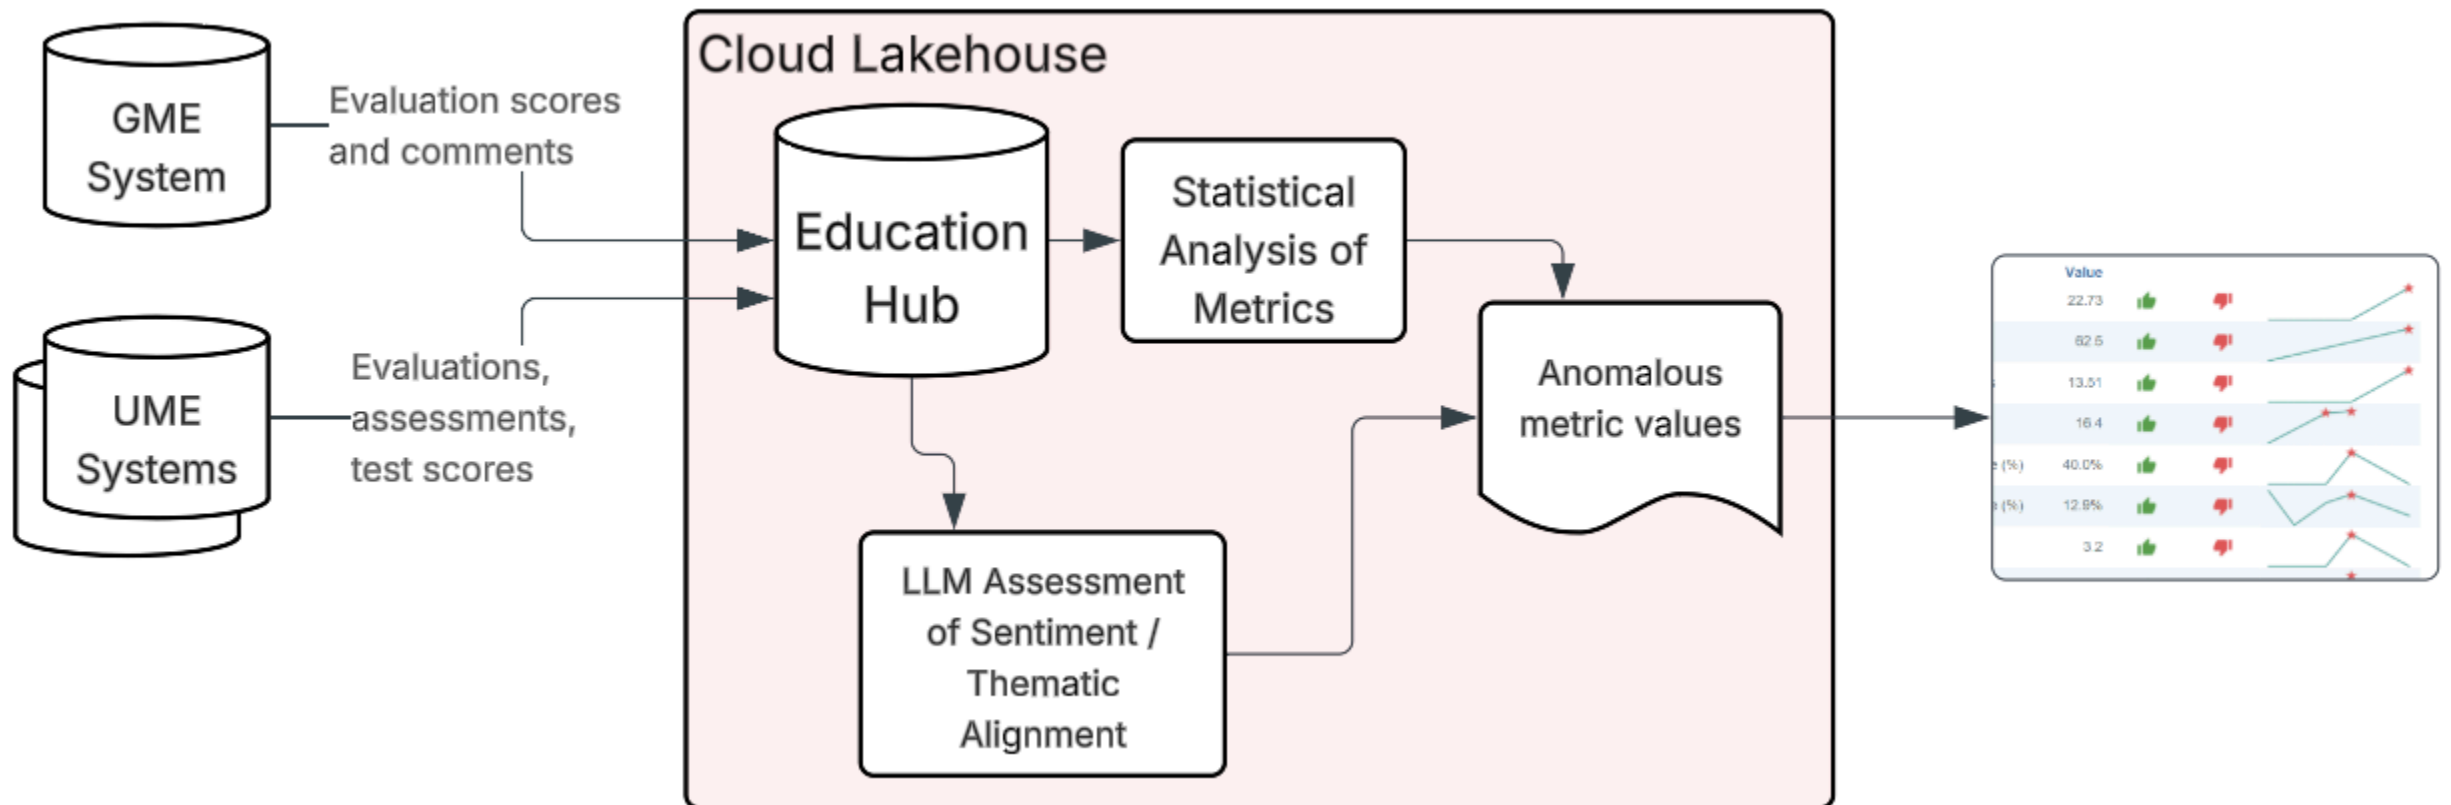 Cloud Lakehouse
GME
System
Evaluation scores
and comments
UME
Systems
Evaluations,
assessments,
test scores
Education
Hub
Statistical
Analysis of
Metrics
LLM Assessment
of Sentiment /
Thematic
Alignment
Anomalous
metric values
Value
22.73
62.5
13.51
16.4
(%) 40.0%
(%) 12.9%
3.2